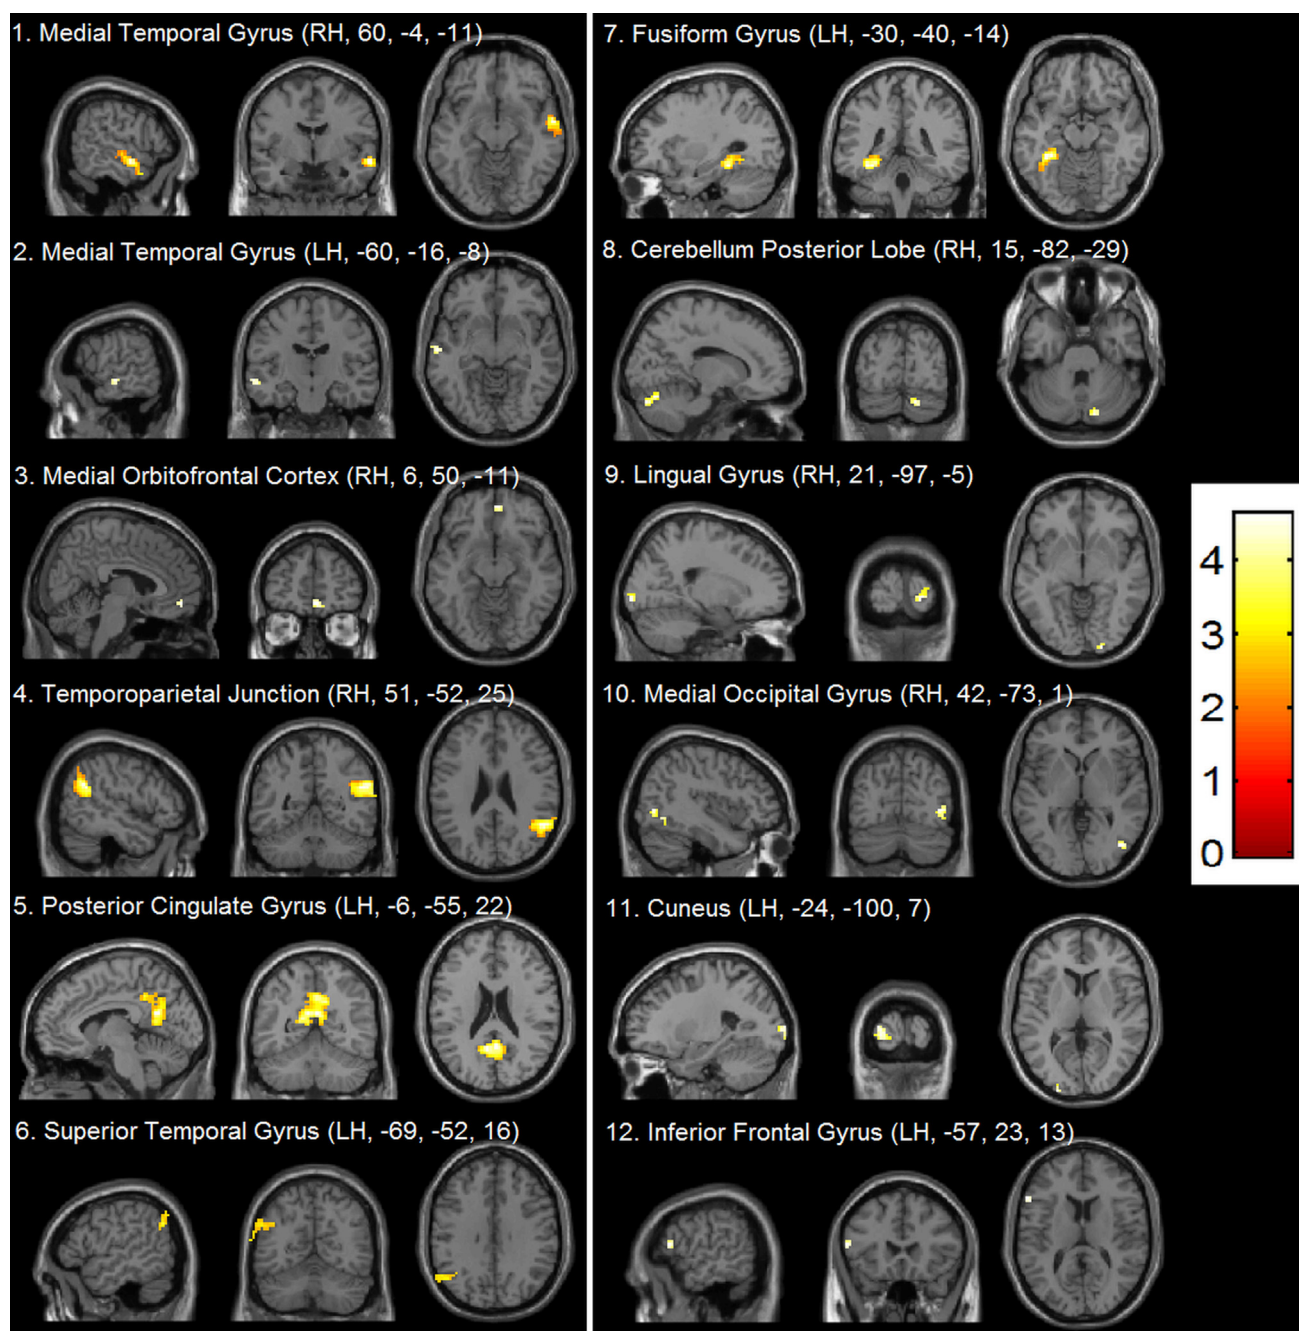 1. Medial Temporal Gyrus (RH, 60, -4, -11)
2. Medial Temporal Gyrus (LH, -60, -16, -8)
3. Medial Orbitofrontal Cortex (RH, 6, 50, -11)
4. Temporoparietal Junction (RH, 51, -52, 25)
5. Posterior Cingulate Gyrus (LH, -6, -55, 22)
6. Superior Temporal Gyrus (LH, -69, -52, 16)
7. Fusiform Gyrus (LH, -30, -40, -14)
8. Cerebellum Posterior Lobe (RH, 15, -82, -29)
9. Lingual Gyrus (RH, 21, -97, -5)
10. Medial Occipital Gyrus (RH, 42, -73, 1)
11. Cuneus (LH, -24, -100, 7)
12. Inferior Frontal Gyrus (LH, -57, 23, 13)
4
3
2
1
0